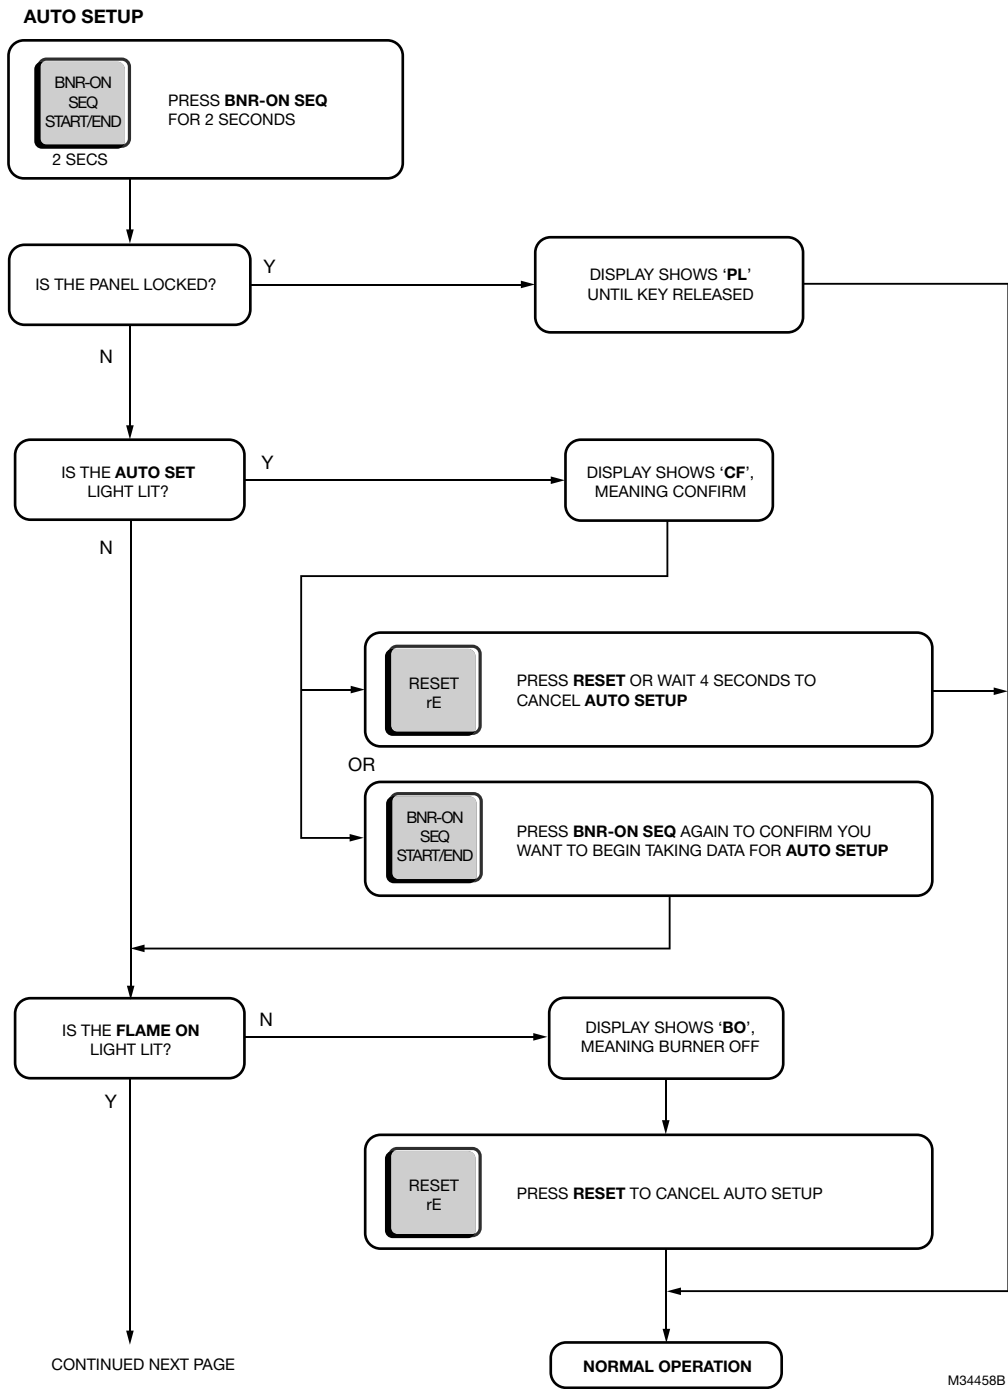 AUTO SETUP
BNR-ON
SEQ
START/END
2 SECS
PRESS BNR-ON SEQ
FOR 2 SECONDS
IS THE PANEL LOCKED?
Y
DISPLAY SHOWS ‘PL’
UNTIL KEY RELEASED
N
IS THE AUTO SET
LIGHT LIT?
Y
DISPLAY SHOWS ‘CF’,
MEANING CONFIRM
N
RESET
rE
PRESS RESET OR WAIT 4 SECONDS TO
CANCEL AUTO SETUP
OR
BNR-ON
SEQ
START/END
PRESS BNR-ON SEQ AGAIN TO CONFIRM YOU
WANT TO BEGIN TAKING DATA FOR AUTO SETUP
IS THE FLAME ON
LIGHT LIT?
N
DISPLAY SHOWS ‘BO’,
MEANING BURNER OFF
Y
RESET
rE
PRESS RESET TO CANCEL AUTO SETUP
CONTINUED NEXT PAGE
NORMAL OPERATION
M34458B